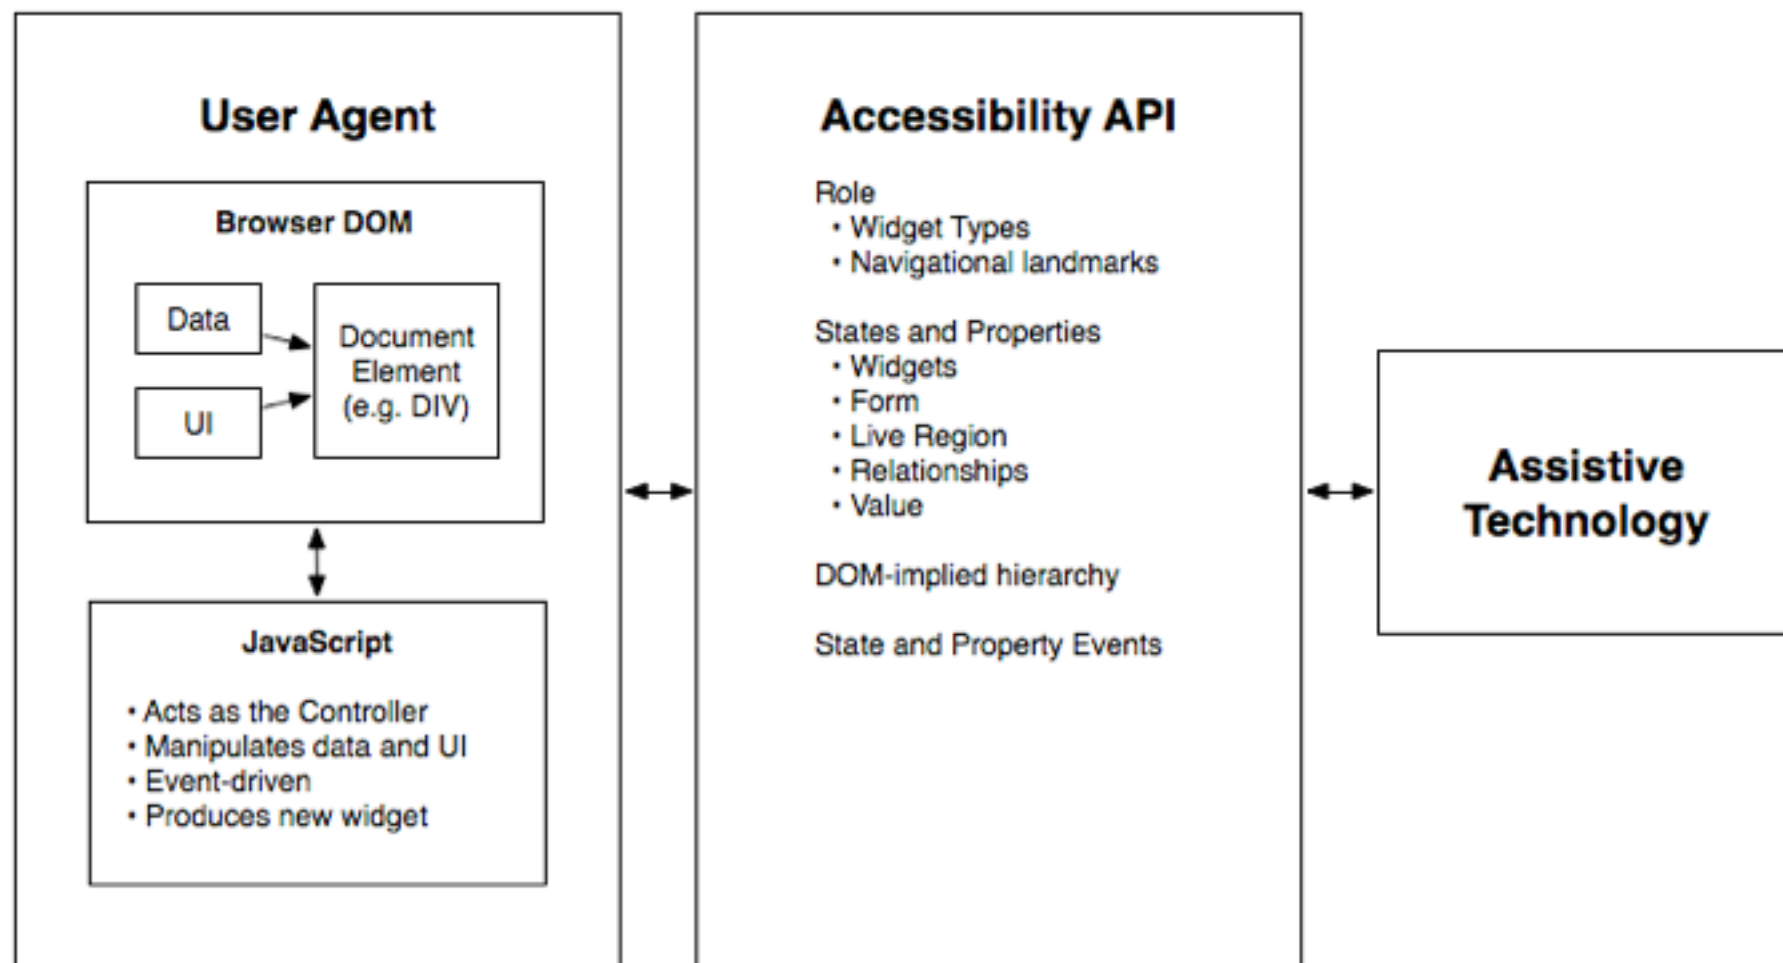 User Agent
Browser DOM
Data
UI
Document
Element
(e.g. DIV)
JavaScript
• Acts as the Controller
• Manipulates data and UI
• Event-driven
• Produces new widget
Accessibility API
Role
• Widget Types
• Navigational landmarks
States and Properties
• Widgets
• Form
• Live Region
• Relationships
• Value
DOM-implied hierarchy
State and Property Events
Assistive
Technology